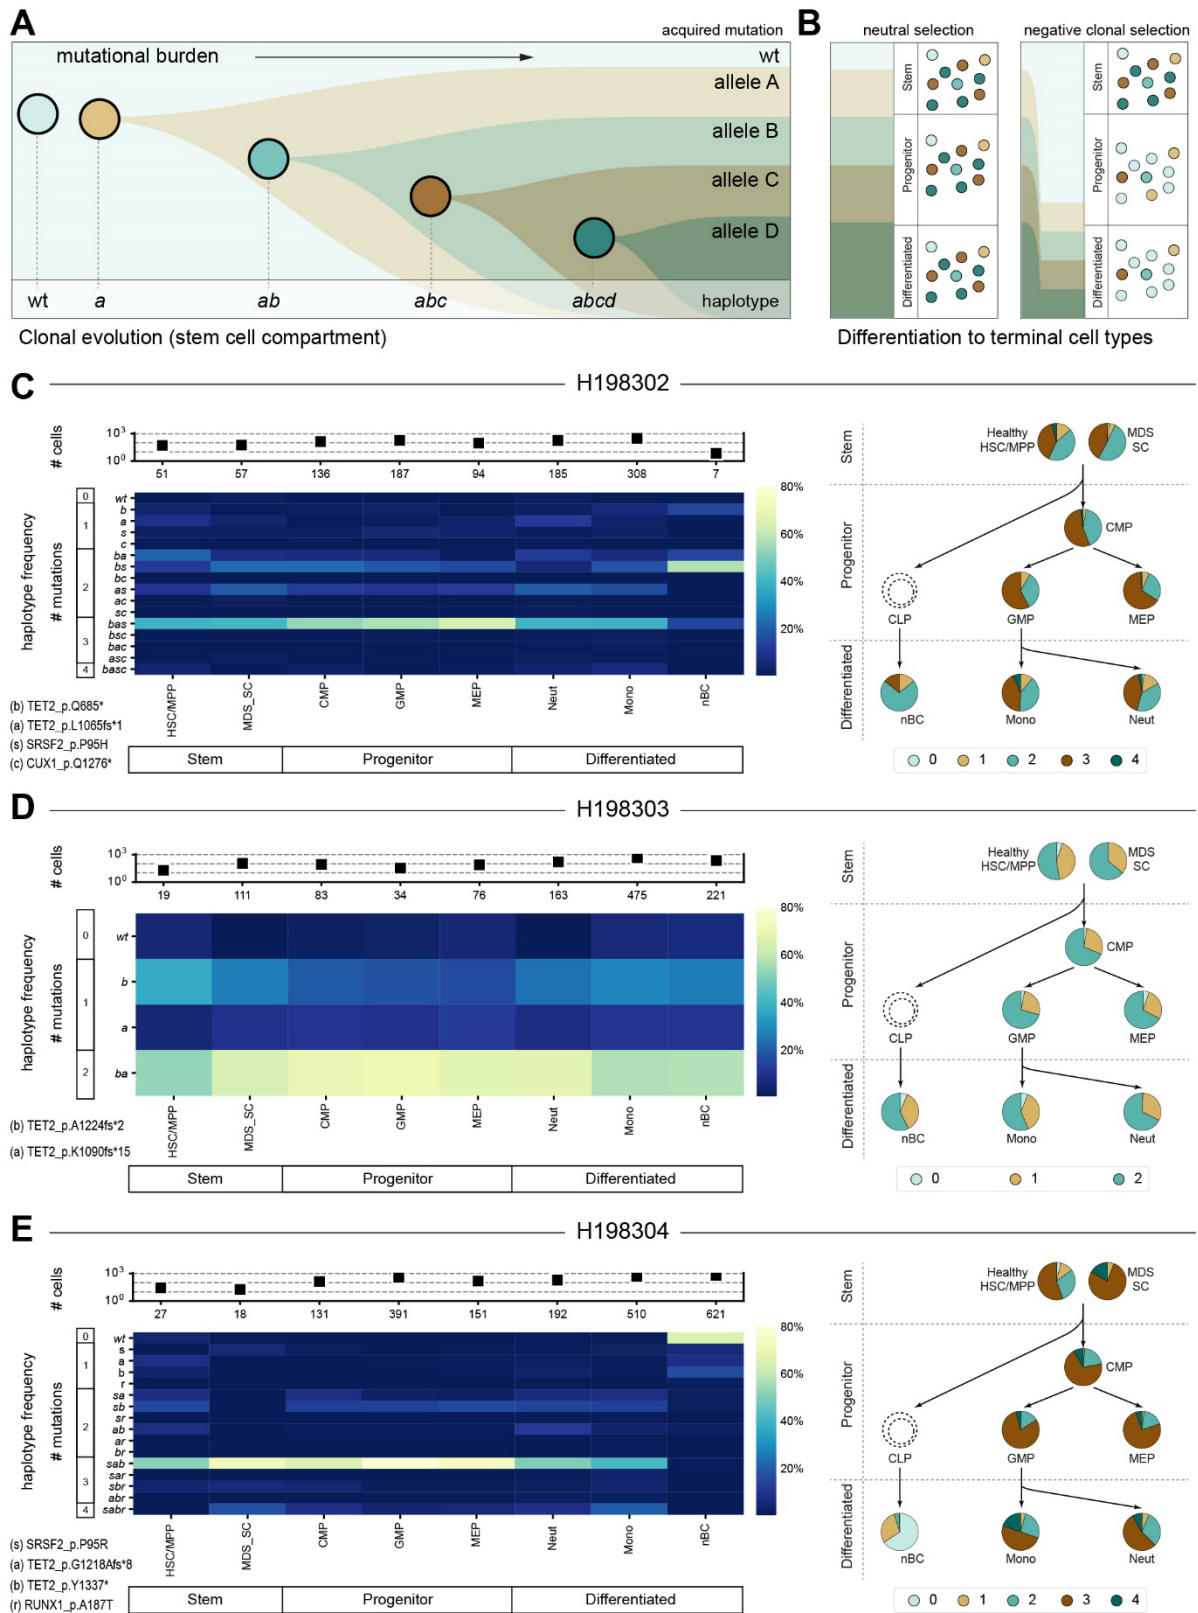 A
acquired mutation
mutational burden
wt
allele A
allele B
allele C
allele D
haplotype
wt
a
ab
abc
abcd
Clonal evolution (stem cell compartment)
B
neutral selection
negative clonal selection
Stem
Progenitor
Differentiated
Stem
Progenitor
Differentiated
Differentiation to terminal cell types
C
H198302
# cells
10³
10⁰
51 57 136 187 94 185 306 7
haplotype frequency
# mutations
0
1
2
3
4
wt
b
a
s
c
ba
bs
bc
as
ac
sc
bas
bsc
bac
asc
basc
80%
60%
40%
20%
HSC/MPP MDS_SC CMP GMP MEP Neut Mono nBC
Stem Progenitor Differentiated
(b) TET2_p.Q685*
(a) TET2_p.L1065fs*1
(s) SRSF2_p.P95H
(c) CUX1_p.Q1276*
Stem
Progenitor
Differentiated
Healthy
HSC/MPP
MDS
SC
CMP
CLP
GMP
MEP
nBC
Mono
Neut
0 1 2 3 4
D
H198303
# cells
10³
10⁰
19 111 83 34 76 163 475 221
haplotype frequency
# mutations
0
1
2
wt
b
a
ba
80%
60%
40%
20%
HSC/MPP MDS_SC CMP GMP MEP Neut Mono nBC
Stem Progenitor Differentiated
(b) TET2_p.A1224fs*2
(a) TET2_p.K1090fs*15
Stem
Progenitor
Differentiated
Healthy
HSC/MPP
MDS
SC
CMP
CLP
GMP
MEP
nBC
Mono
Neut
0 1 2
E
H198304
# cells
10³
10⁰
27 18 131 391 151 192 510 621
haplotype frequency
# mutations
0
1
2
3
4
wt
s
a
b
r
sa
sb
sr
ab
ar
br
sab
sar
sbr
abr
sabr
80%
60%
40%
20%
HSC/MPP MDS_SC CMP GMP MEP Neut Mono nBC
Stem Progenitor Differentiated
(s) SRSF2_p.P95R
(a) TET2_p.G1218Afs*8
(b) TET2_p.Y1337*
(r) RUNX1_p.A187T
Stem
Progenitor
Differentiated
Healthy
HSC/MPP
MDS
SC
CMP
CLP
GMP
MEP
nBC
Mono
Neut
0 1 2 3 4